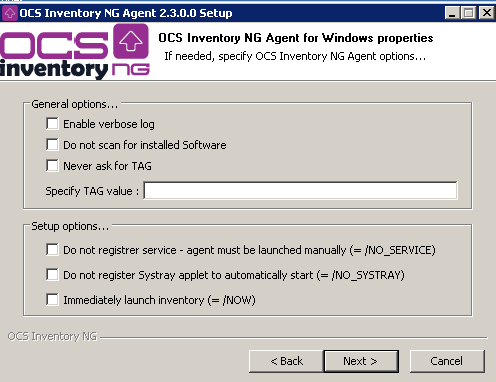 OCS Inventory NG Agent 2.3.0.0 Setup
OCS
inventory NG
OCS Inventory NG Agent for Windows properties
If needed, specify OCS Inventory NG Agent options...
General options...
Enable verbose log
Do not scan for installed Software
Never ask for TAG
Specify TAG value :
Setup options...
Do not registrer service - agent must be launched manually (= /NO_SERVICE)
Do not register Systray applet to automatically start (= /NO_SYSTRAY)
Immediately launch inventory (= /NOW)
OCS Inventory NG
< Back Next > Cancel